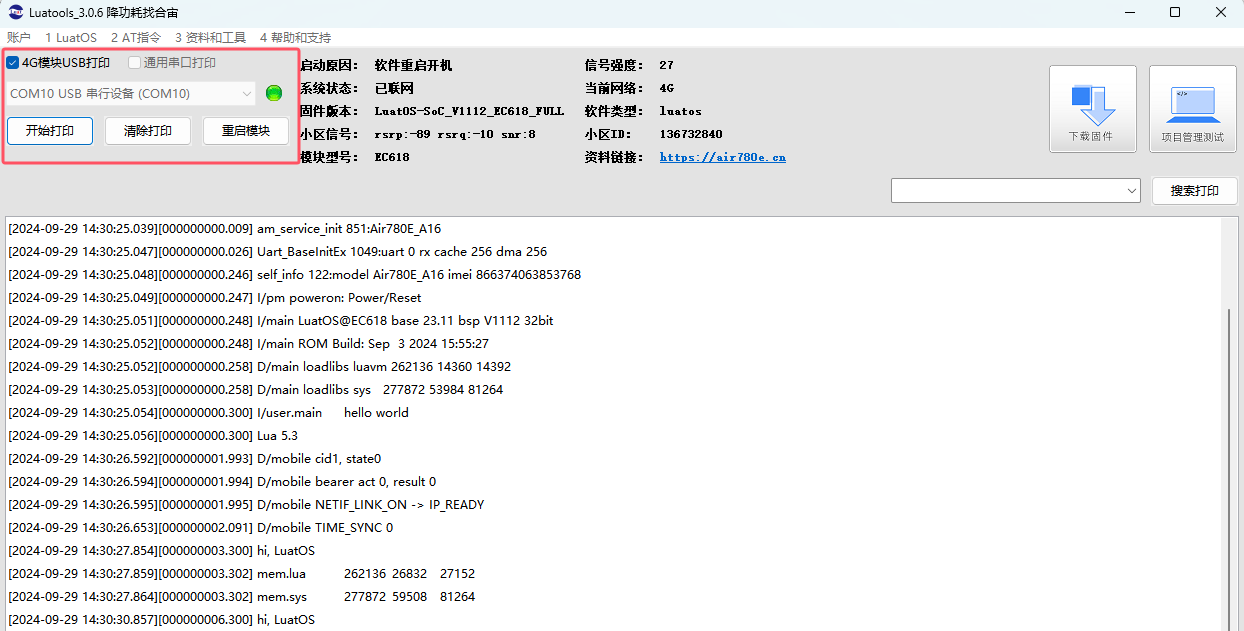 Luatools_3.0.6 降功耗找合宙
账户 1 LuatOS 2 AT指令 3 资料和工具 4 帮助和支持
4G模块USB打印 通用串口打印
COM10 USB 串行设备 (COM10)
开始打印 清除打印 重启模块
启动原因: 软件重启开机 信号强度: 27
系统状态: 已联网 当前网络: 4G
固件版本: LuatOS-SoC_V1112_EC618_FULL 软件类型: luatos
小区信号: rsrp:-89 rsrq:-10 snr:8 小区ID: 136732840
模块型号: EC618 资料链接: https://air780e.cn
下载固件 项目管理测试
搜索打印
[2024-09-29 14:30:25.039][000000000.009] am_service_init 851:Air780E_A16
[2024-09-29 14:30:25.047][000000000.026] Uart_BaseInitEx 1049:uart 0 rx cache 256 dma 256
[2024-09-29 14:30:25.048][000000000.246] self_info 122:model Air780E_A16 imei 866374063853768
[2024-09-29 14:30:25.049][000000000.247] I/pm poweron: Power/Reset
[2024-09-29 14:30:25.051][000000000.248] I/main LuatOS@EC618 base 23.11 bsp V1112 32bit
[2024-09-29 14:30:25.052][000000000.248] I/main ROM Build: Sep  3 2024 15:55:27
[2024-09-29 14:30:25.052][000000000.258] D/main loadlibs luavm 262136 14360 14392
[2024-09-29 14:30:25.053][000000000.258] D/main loadlibs sys   277872 53984 81264
[2024-09-29 14:30:25.054][000000000.300] I/user.main hello world
[2024-09-29 14:30:25.056][000000000.300] Lua 5.3
[2024-09-29 14:30:26.592][000000001.993] D/mobile cid1, state0
[2024-09-29 14:30:26.594][000000001.994] D/mobile bearer act 0, result 0
[2024-09-29 14:30:26.595][000000001.995] D/mobile NETIF_LINK_ON -> IP_READY
[2024-09-29 14:30:26.653][000000002.091] D/mobile TIME_SYNC 0
[2024-09-29 14:30:27.854][000000003.300] hi, LuatOS
[2024-09-29 14:30:27.859][000000003.302] mem.lua 262136 26832 27152
[2024-09-29 14:30:27.864][000000003.302] mem.sys 277872 59508 81264
[2024-09-29 14:30:30.857][000000006.300] hi, LuatOS